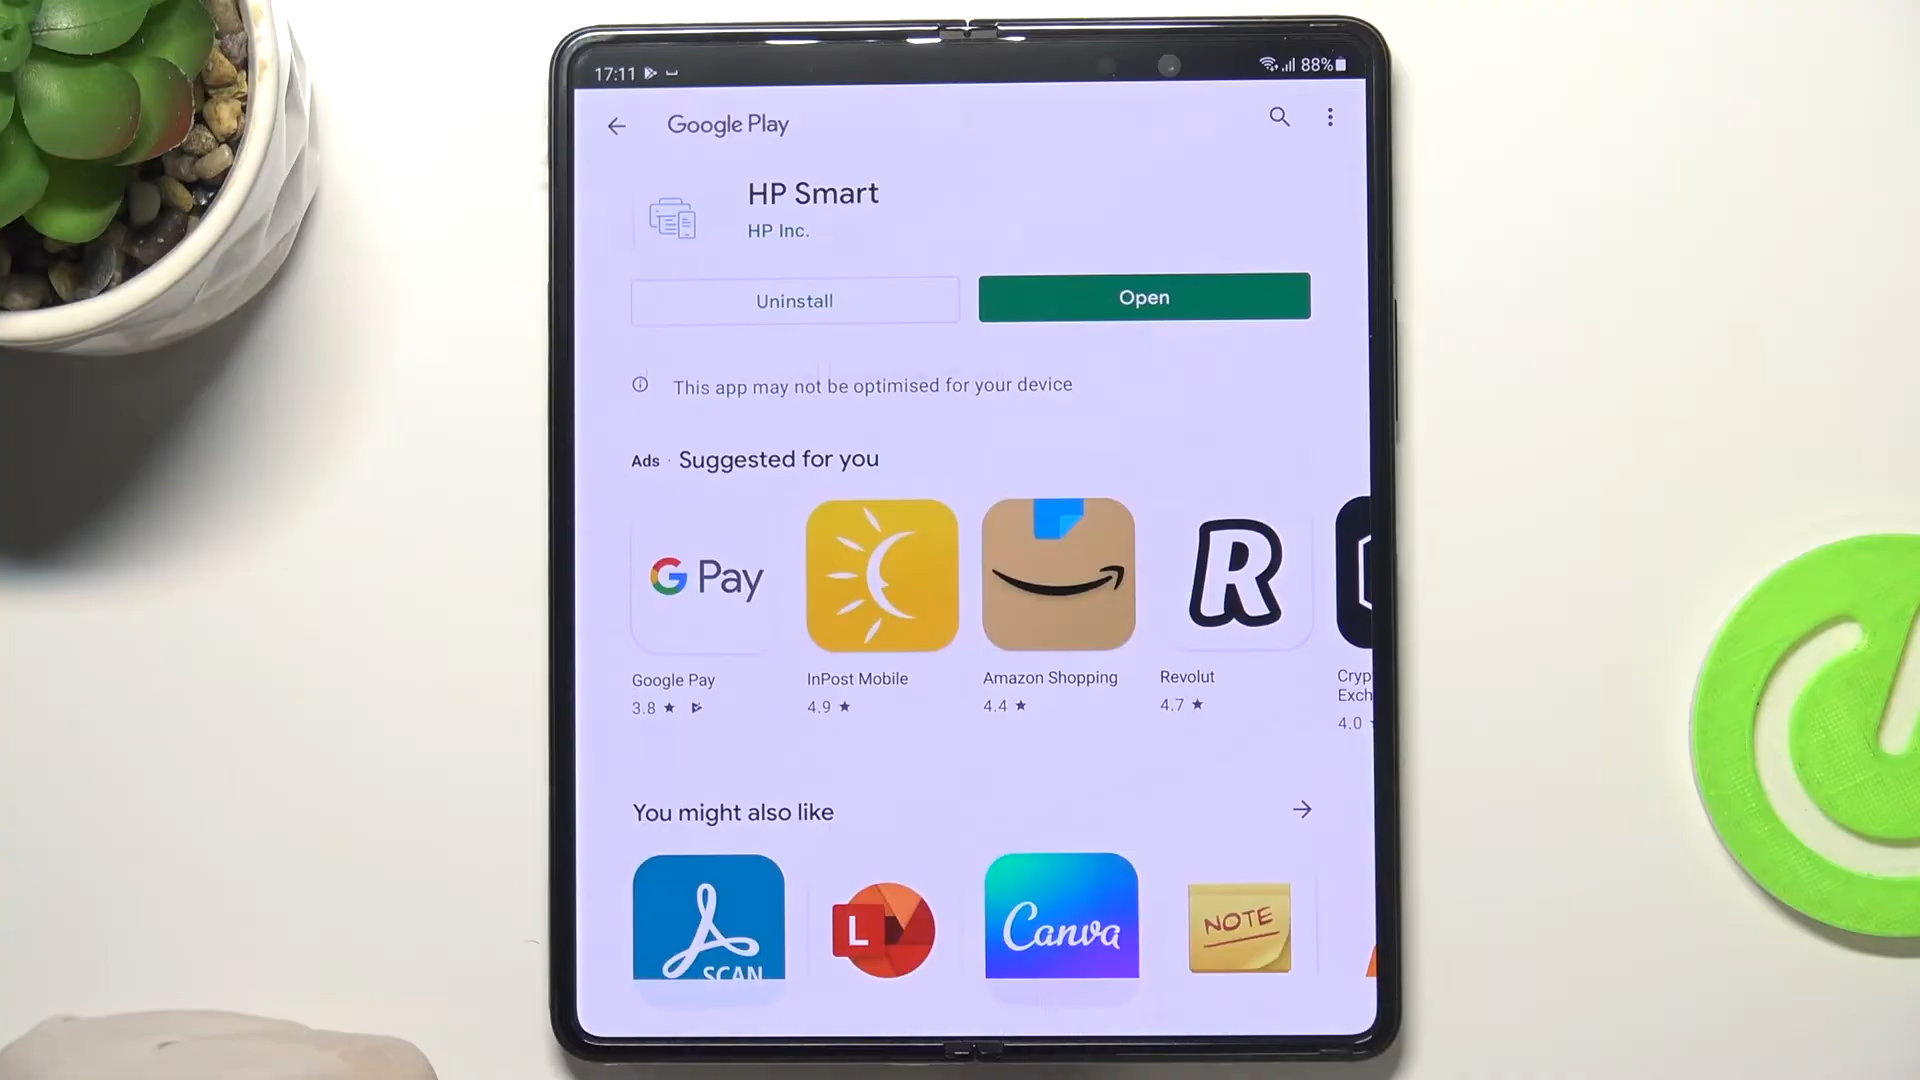 17:11
88%
Google Play
HP Smart
HP Inc.
Uninstall
Open
This app may not be optimised for your device
Ads · Suggested for you
G Pay
R
Google Pay
InPost Mobile
Amazon Shopping
Revolut
Cryp
Exch
3.8 ★
4.9 ★
4.4 ★
4.7 ★
4.0
You might also like
SCAN
L
Canva
NOTE